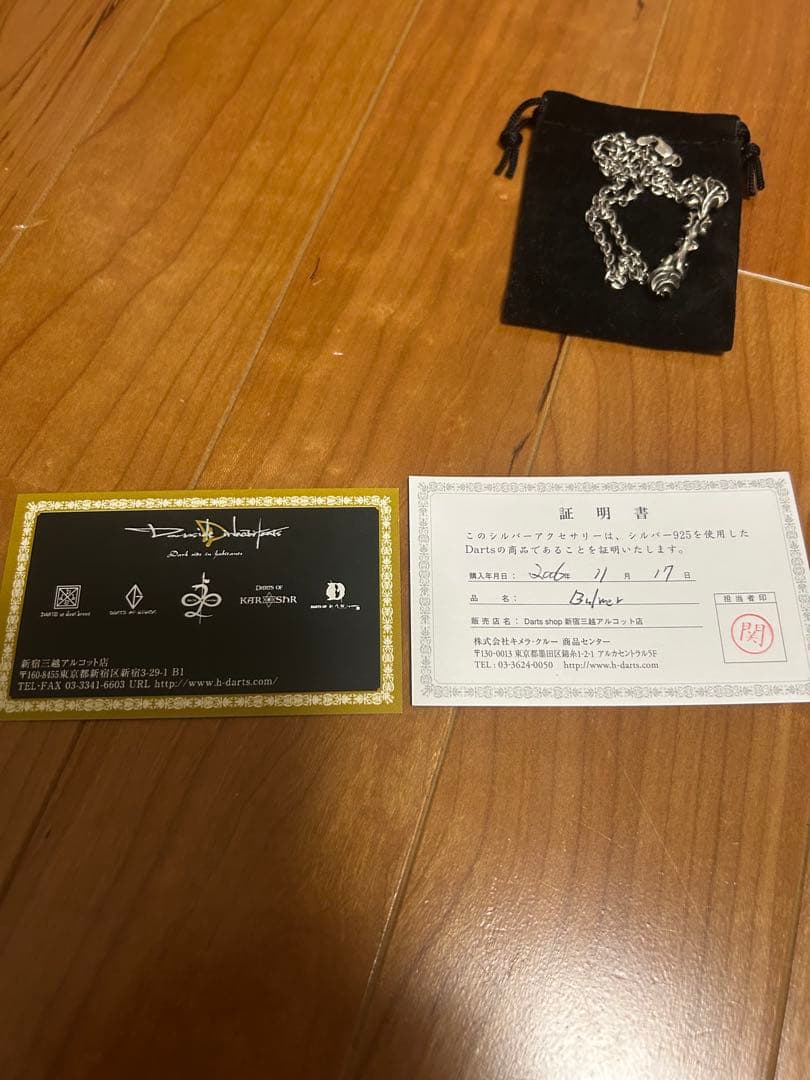 Dark side in habitants
DARTS OF
KAR SHR
新宿三越アルコット店
〒160-8455東京都新宿区新宿3-29-1 B1
TEL・FAX 03-3341-6603 URL http://www.h-darts.com/
証明書
このシルバーアクセサリーは、シルバー925を使用した
Dartsの商品であることを証明いたします。
購入年月日： 2006年 11 月 17 日
品 名：
販売店名： Darts shop 新宿三越アルコット店
担当者印
関
株式会社キメラ・クルー 商品センター
〒130-0013 東京都墨田区錦糸1-2-1 アルカセントラル5F
TEL : 03-3624-0050 http://www.h-darts.com